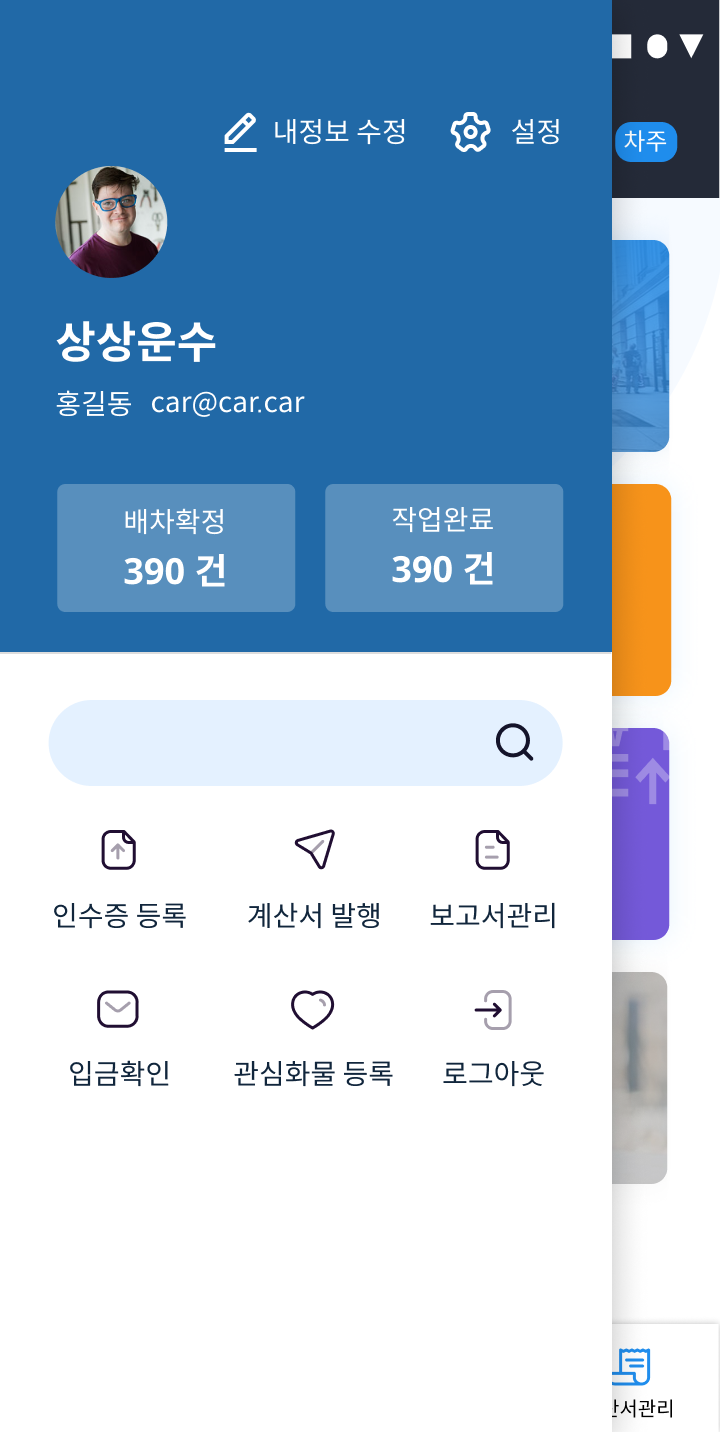 내정보 수정 설정
차주
상상운수
홍길동 car@car.car
배차확정
390 건
작업완료
390 건
인수증 등록 계산서 발행 보고서관리
입금확인 관심화물 등록 로그아웃
서관리